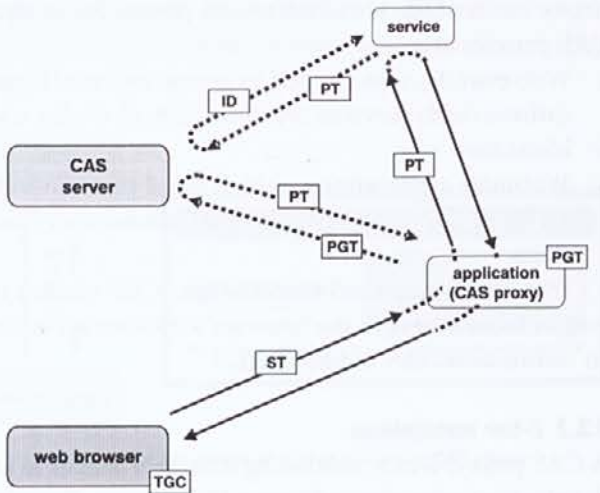 service
ID
PT
CAS
server
PT
PT
PGT
application
(CAS proxy)
PGT
ST
web browser
TGC